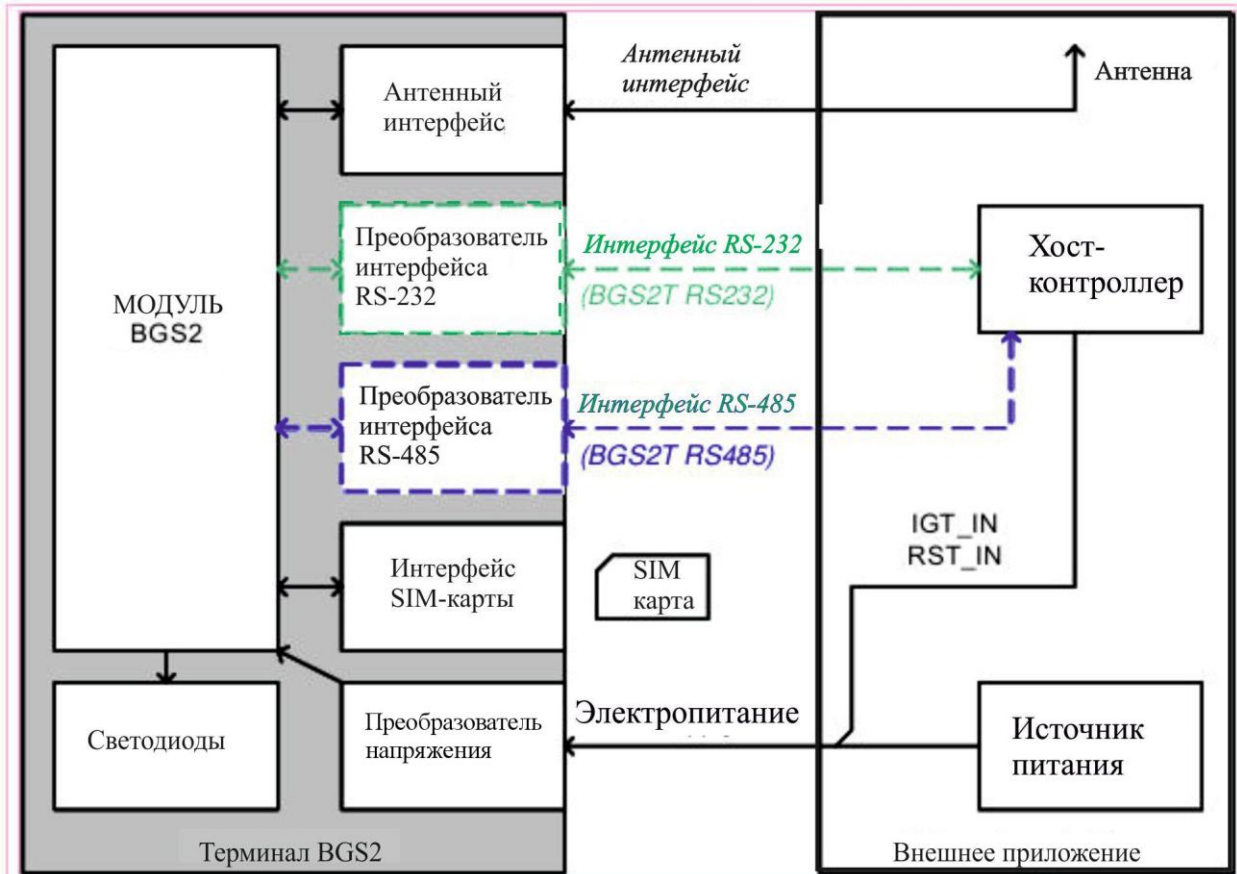 Антенный
интерфейс
Антенный
интерфейс
Антенна
Преобразователь
интерфейса
RS-232
Интерфейс RS-232
(BGS2T RS232)
Хост-
контроллер
МОДУЛЬ
BGS2
Преобразователь
интерфейса
RS-485
Интерфейс RS-485
(BGS2T RS485)
IGT_IN
RST_IN
Интерфейс
SIM-карты
SIM
карта
Светодиоды
Преобразователь
напряжения
Электропитание
Источник
питания
Терминал BGS2
Внешнее приложение